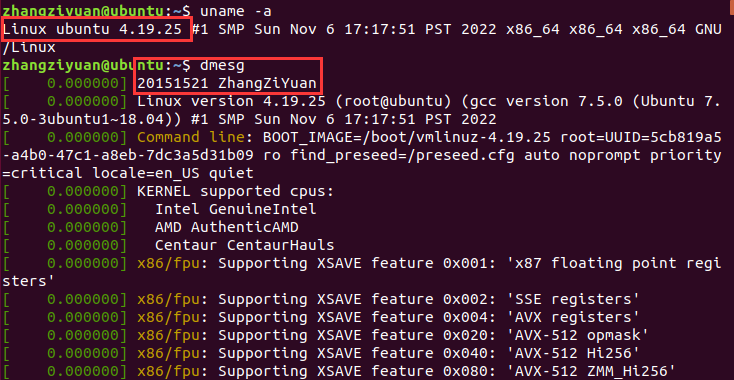 zhangziyuan@ubuntu:~$ uname -a
Linux ubuntu 4.19.25 #1 SMP Sun Nov 6 17:17:51 PST 2022 x86_64 x86_64 x86_64 GNU
/Linux
zhangziyuan@ubuntu:~$ dmesg
[    0.000000] 20151521 ZhangZiYuan
[    0.000000] Linux version 4.19.25 (root@ubuntu) (gcc version 7.5.0 (Ubuntu 7.
5.0-3ubuntu1~18.04)) #1 SMP Sun Nov 6 17:17:51 PST 2022
[    0.000000] Command line: BOOT_IMAGE=/boot/vmlinuz-4.19.25 root=UUID=5cb819a5
-a4b0-47c1-a8eb-7dc3a5d31b09 ro find_preseed=/preseed.cfg auto noprompt priority
=critical locale=en_US quiet
[    0.000000] KERNEL supported cpus:
[    0.000000]   Intel GenuineIntel
[    0.000000]   AMD AuthenticAMD
[    0.000000]   Centaur CentaurHauls
[    0.000000] x86/fpu: Supporting XSAVE feature 0x001: 'x87 floating point regi
sters'
[    0.000000] x86/fpu: Supporting XSAVE feature 0x002: 'SSE registers'
[    0.000000] x86/fpu: Supporting XSAVE feature 0x004: 'AVX registers'
[    0.000000] x86/fpu: Supporting XSAVE feature 0x020: 'AVX-512 opmask'
[    0.000000] x86/fpu: Supporting XSAVE feature 0x040: 'AVX-512 Hi256'
[    0.000000] x86/fpu: Supporting XSAVE feature 0x080: 'AVX-512 ZMM_Hi256'